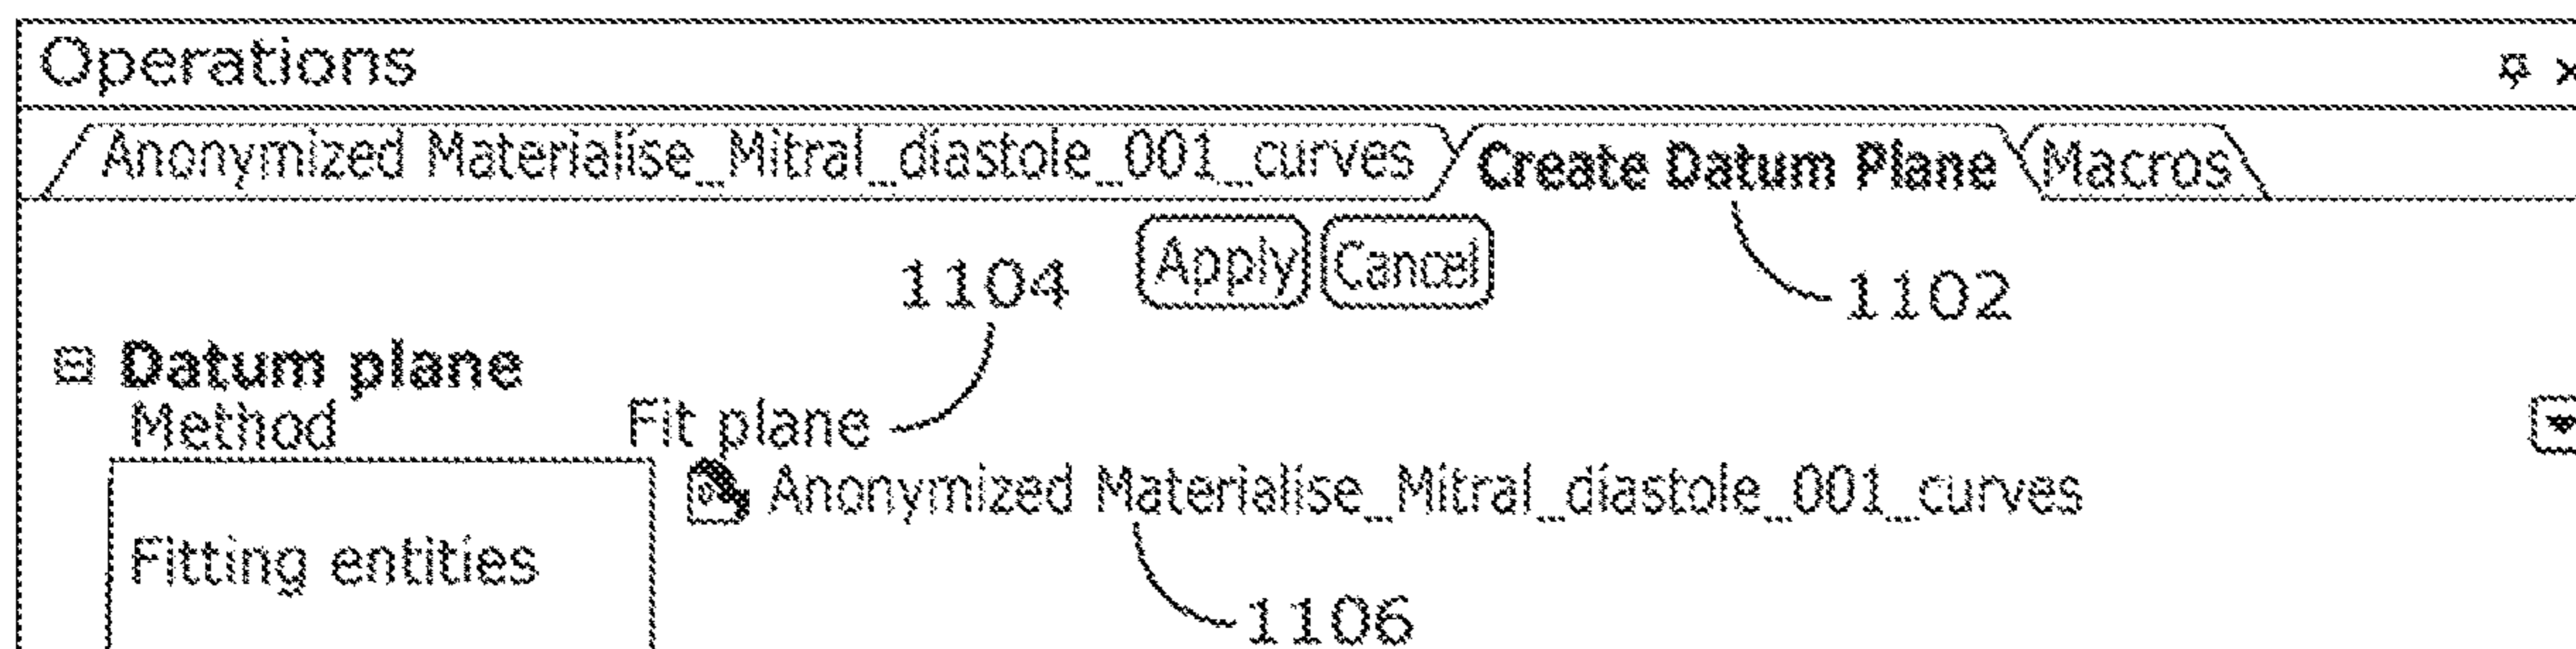 Operations
Anonymized Materialise_Mitral_diastole_001_curves Create Datum Plane Macros
Apply Cancel
1104 1102
Datum plane
Method Fit plane
Anonymized Materialise_Mitral_diastole_001_curves
Fitting entities
1106